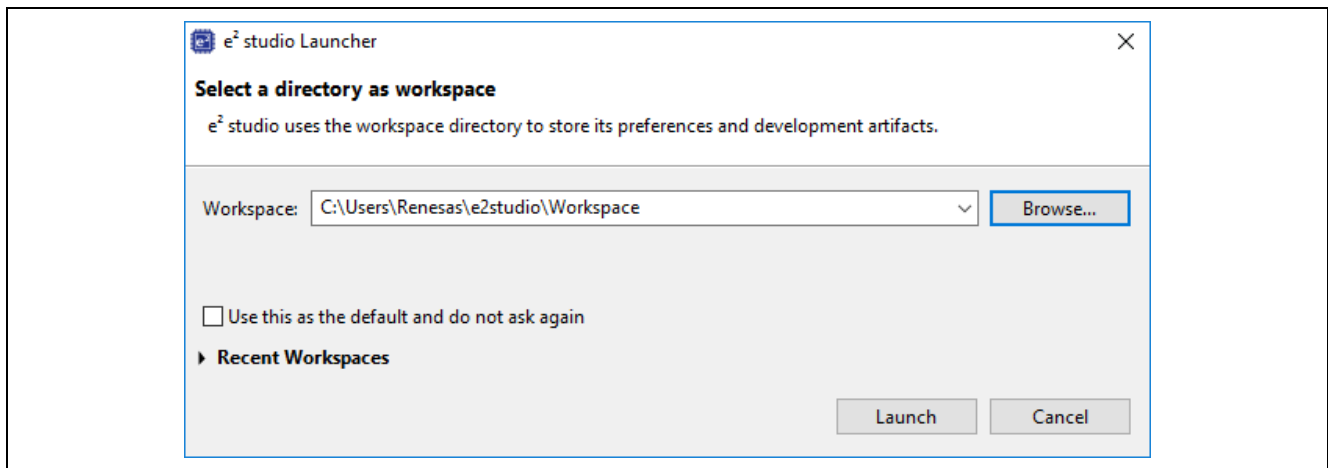 e² studio Launcher
Select a directory as workspace
e² studio uses the workspace directory to store its preferences and development artifacts.
Workspace: C:\Users\Renesas\e2studio\Workspace Browse...
Use this as the default and do not ask again
Recent Workspaces
Launch Cancel